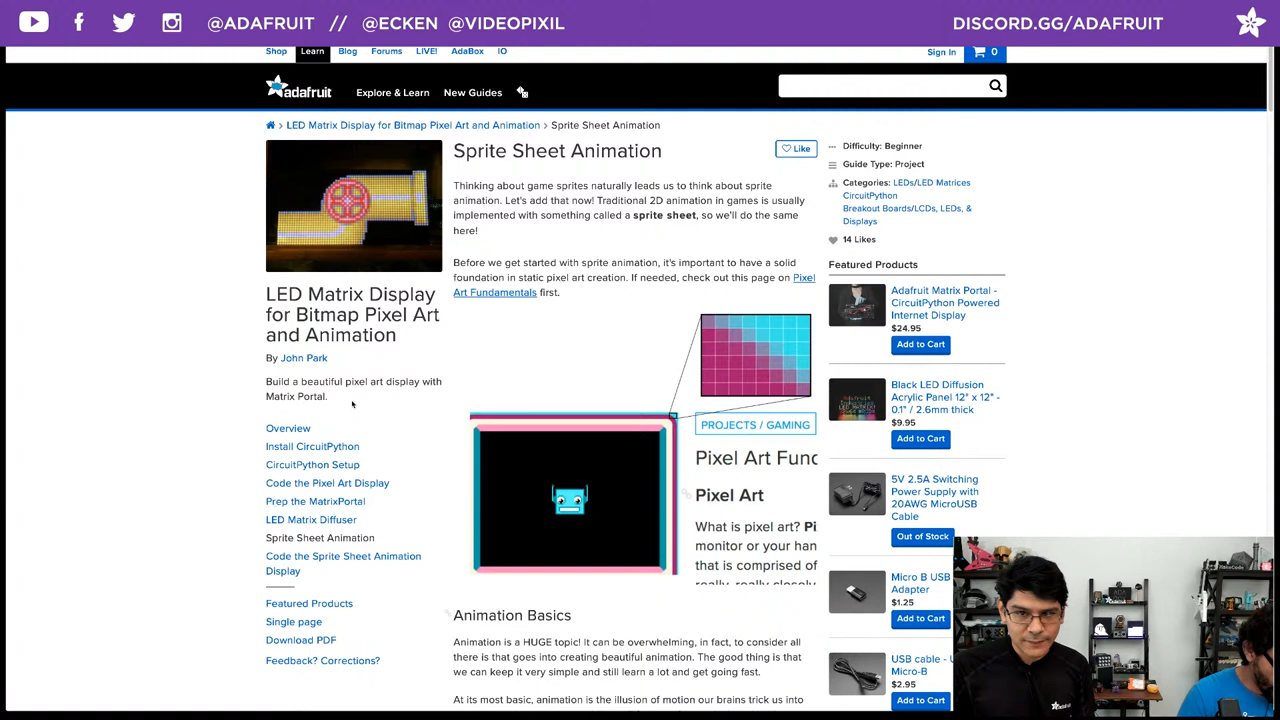 @ADAFRUIT // @ECKEN @VIDEOPIXIL
DISCORD.GG/ADAFRUIT
Shop Learn Blog Forums LIVE! AdaBox IO
Sign In 0
adafruit Explore & Learn New Guides
LED Matrix Display for Bitmap Pixel Art and Animation > Sprite Sheet Animation
LED Matrix Display
for Bitmap Pixel Art
and Animation
By John Park
Build a beautiful pixel art display with
Matrix Portal.
Overview
Install CircuitPython
CircuitPython Setup
Code the Pixel Art Display
Prep the MatrixPortal
LED Matrix Diffuser
Sprite Sheet Animation
Code the Sprite Sheet Animation
Display
Featured Products
Single page
Download PDF
Feedback? Corrections?
Sprite Sheet Animation
Like
Thinking about game sprites naturally leads us to think about sprite
animation. Let's add that now! Traditional 2D animation in games is usually
implemented with something called a sprite sheet, so we'll do the same
here!
Before we get started with sprite animation, it's important to have a solid
foundation in static pixel art creation. If needed, check out this page on Pixel
Art Fundamentals first.
PROJECTS / GAMING
Pixel Art Fund
Pixel Art
What is pixel art? Pi
monitor or your han
that is comprised of
really, really closely
Animation Basics
Animation is a HUGE topic! It can be overwhelming, in fact, to consider all
there is that goes into creating beautiful animation. The good thing is that
we can keep it very simple and still learn a lot and get going fast.
At its most basic, animation is the illusion of motion our brains trick us into
Difficulty: Beginner
Guide Type: Project
Categories: LEDs/LED Matrices
CircuitPython
Breakout Boards/LCDs, LEDs, &
Displays
14 Likes
Featured Products
Adafruit Matrix Portal -
CircuitPython Powered
Internet Display
$24.95
Add to Cart
Black LED Diffusion
Acrylic Panel 12" x 12" -
0.1" / 2.6mm thick
$9.95
Add to Cart
5V 2.5A Switching
Power Supply with
20AWG MicroUSB
Cable
Out of Stock
Micro B USB
Adapter
$1.25
Add to Cart
USB cable - U
Micro-B
$2.95
Add to Cart